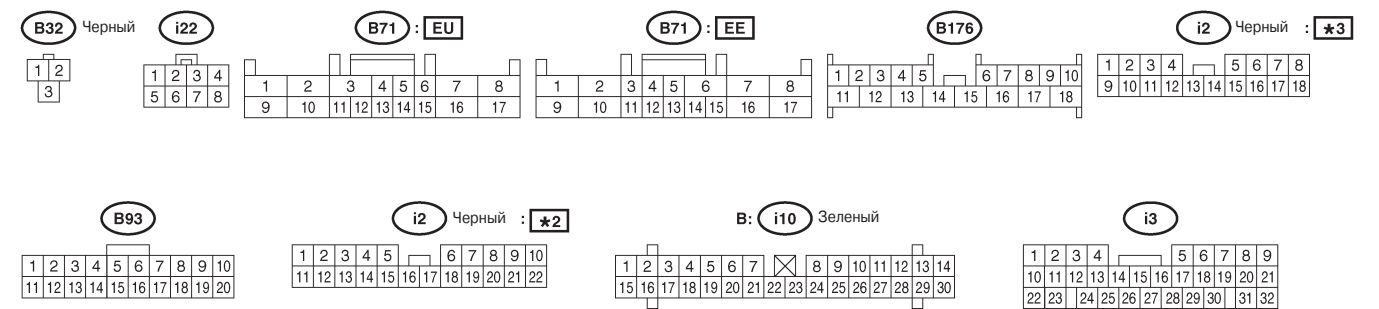 B32 Черный i22 B71 : EU B71 : EE B176 i2 Черный : *3
1 2
3
1 2 3 4
5 6 7 8
1 2 3 4 5 6 7 8
9 10 11 12 13 14 15 16 17
1 2 3 4 5 6 7 8
9 10 11 12 13 14 15 16 17
1 2 3 4 5 6 7 8 9 10
11 12 13 14 15 16 17 18
1 2 3 4 5 6 7 8
9 10 11 12 13 14 15 16 17 18
B93 i2 Черный : *2 B: i10 Зеленый i3
1 2 3 4 5 6 7 8 9 10
11 12 13 14 15 16 17 18 19 20
1 2 3 4 5 6 7 8 9 10
11 12 13 14 15 16 17 18 19 20 21 22
1 2 3 4 5 6 7 8 9 10 11 12 13 14
15 16 17 18 19 20 21 22 23 24 25 26 27 28 29 30
1 2 3 4 5 6 7 8 9
10 11 12 13 14 15 16 17 18 19 20 21
22 23 24 25 26 27 28 29 30 31 32